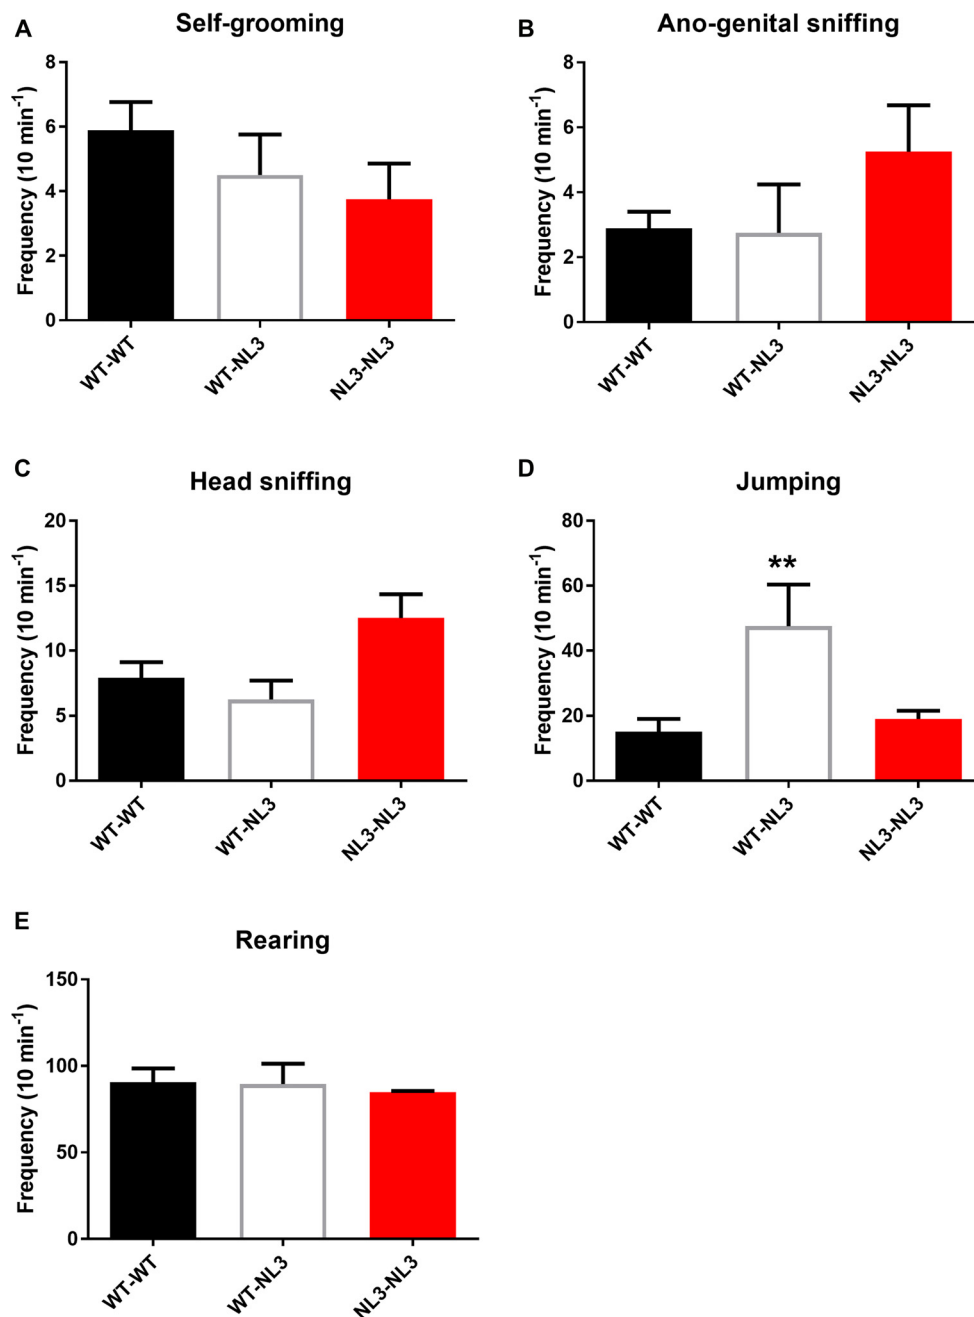 A
Self-grooming
Frequency (10 min⁻¹)
8
6
4
2
0
WT-WT
WT-NL3
NL3-NL3
B
Ano-genital sniffing
Frequency (10 min⁻¹)
8
6
4
2
0
WT-WT
WT-NL3
NL3-NL3
C
Head sniffing
Frequency (10 min⁻¹)
20
15
10
5
0
WT-WT
WT-NL3
NL3-NL3
D
Jumping
Frequency (10 min⁻¹)
80
60
40
20
0
**
WT-WT
WT-NL3
NL3-NL3
E
Rearing
Frequency (10 min⁻¹)
150
100
50
0
WT-WT
WT-NL3
NL3-NL3